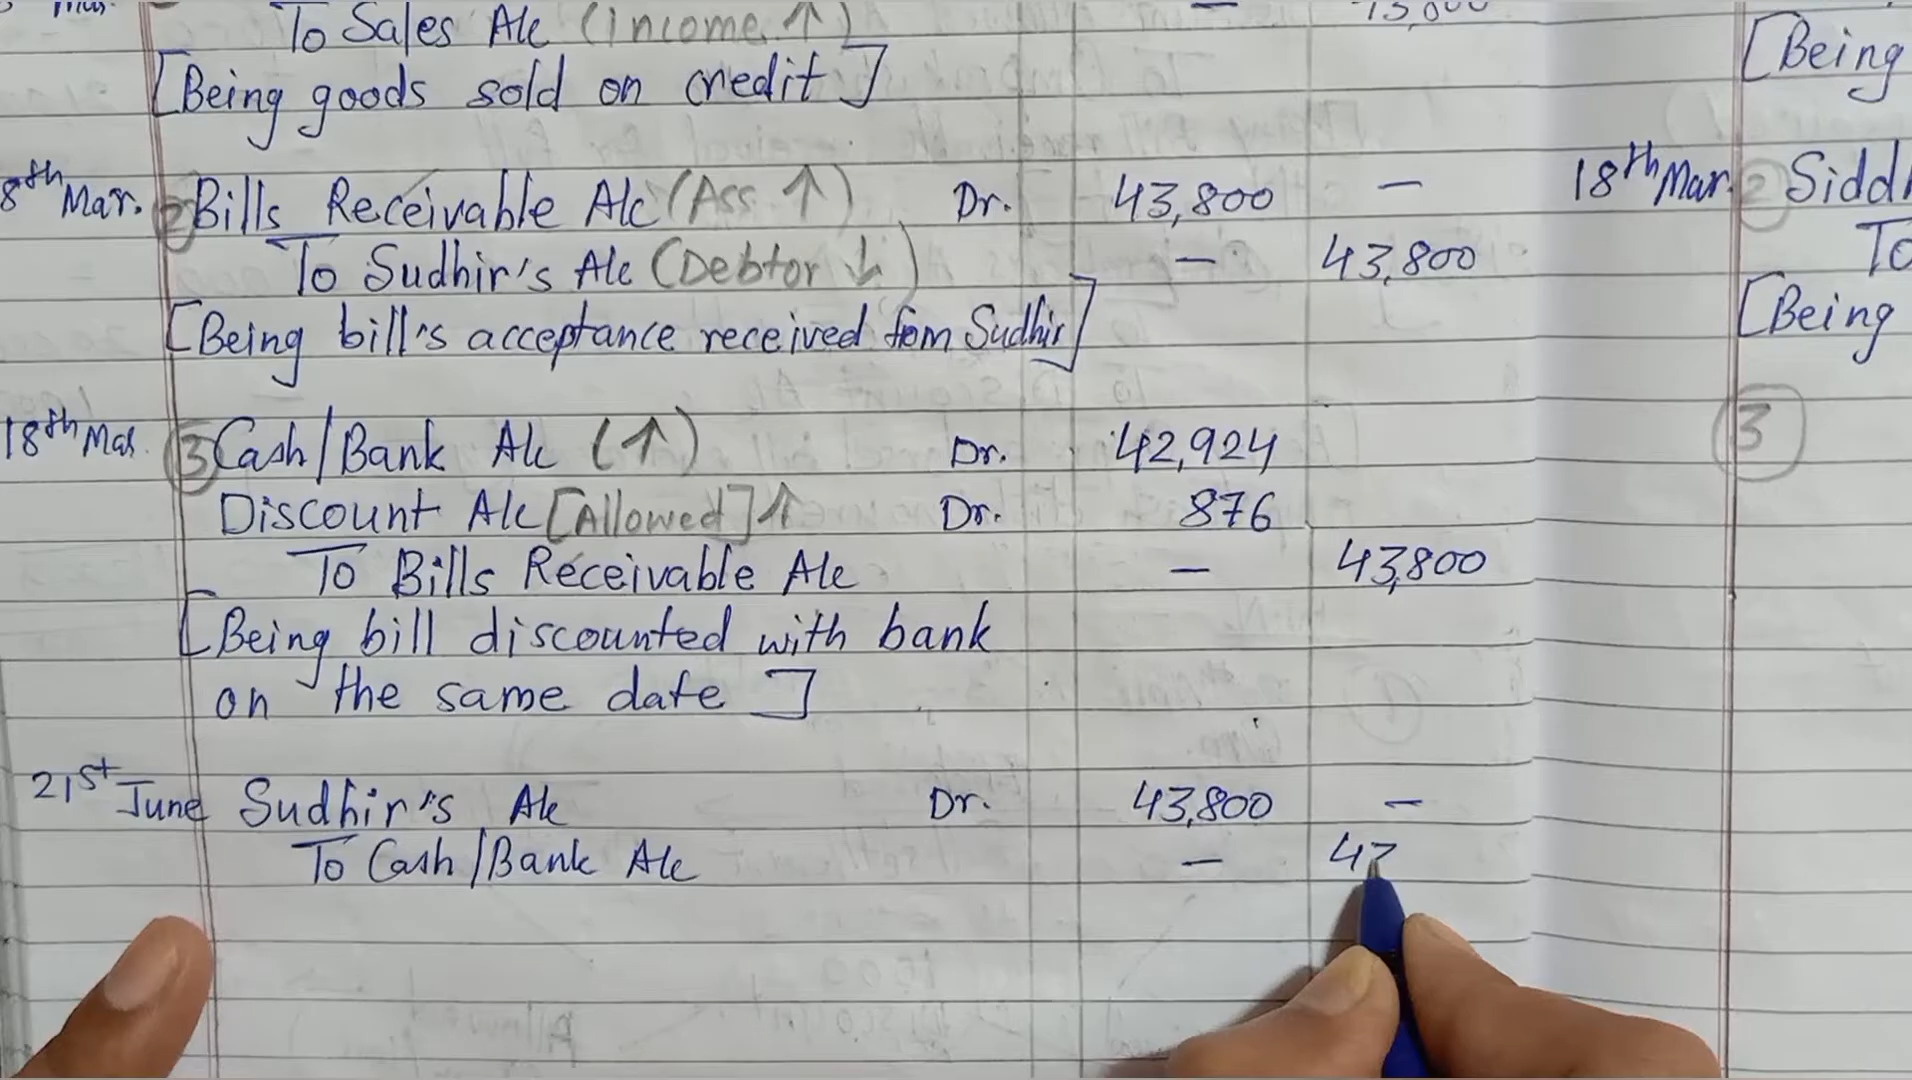 To Sales A/c (Income ↑) —
[Being goods sold on credit]
8th Mar. 2 Bills Receivable A/c (Ass. ↑) Dr. 43,800 —
To Sudhir's A/c (Debtor ↓) — 43,800
[Being bill's acceptance received fom Sudhir]
18th Mar. 3 Cash/Bank A/c (↑) Dr. 42,924
Discount A/c [Allowed] ↑ Dr. 876
To Bills Receivable A/c — 43,800
[Being bill discounted with bank
on the same date]
21st June Sudhir's A/c Dr. 43,800 —
To Cash/Bank A/c — 43
[Being
18th Mar. 2 Siddh
To
[Being
3